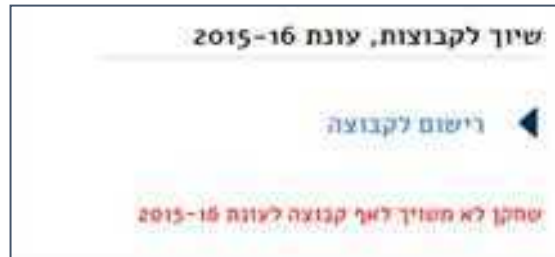 שיוך לקבוצות, עונת 2015-16
רישום לקבוצה
שחקן לא משויך לאף קבוצה לעונת 2015-16